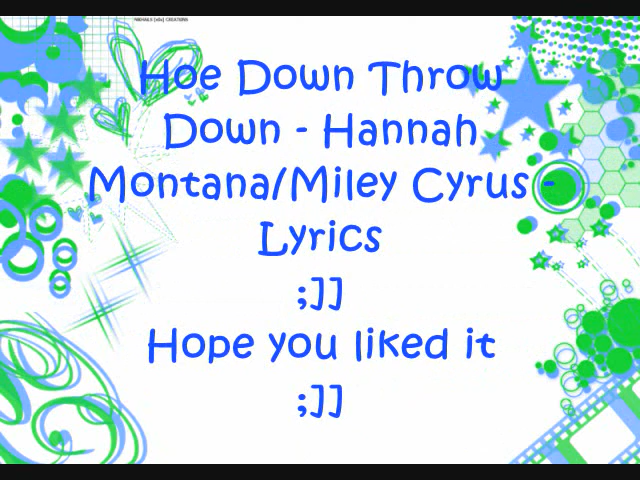 Hoe Down Throw
Down - Hannah
Montana/Miley Cyrus -
Lyrics
;]]
Hope you liked it
;]]